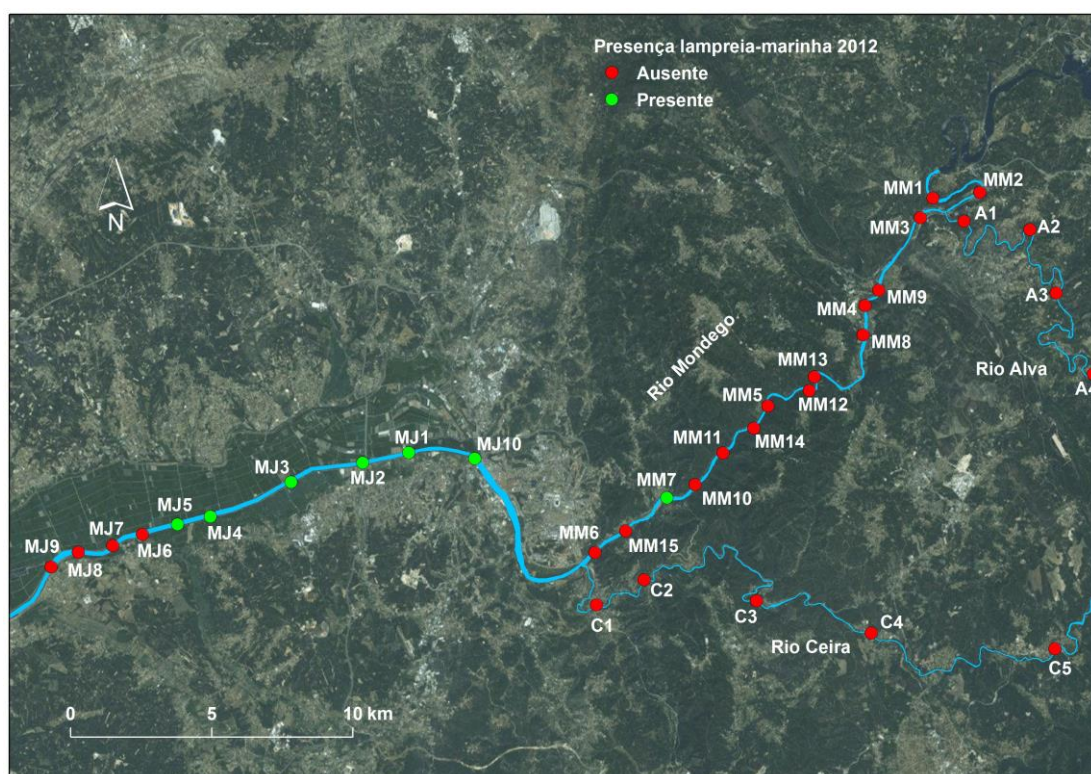 Presença lampreia-marinha 2012
Ausente
Presente
N
MM1
MM2
MM3
A1
A2
A3
MM9
MM4
MM8
Rio Mondego
MM13
Rio Alva
A4
MM5
MM12
MJ1
MJ10
MM14
MM11
MJ3
MJ2
MM7
MM10
MJ5
MJ4
MJ7
MJ6
MM6
MM15
MJ9
MJ8
C2
C3
C1
C4
Rio Ceira
C5
0
5
10 km